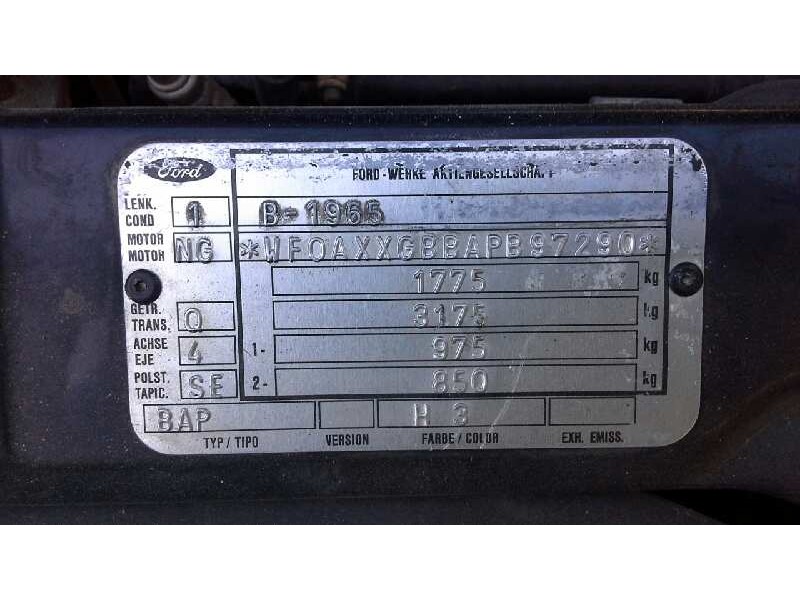 Ford FORD-WERKE AKTIENGESELLSCHAFT
LENK. COND 1 B-1965
MOTOR MOTOR NG *WF0AXXGBBAPB97290*
1775 kg
GETR. TRANS. Q 3175 kg
ACHSE EJE 4 1- 975 kg
POLST. TAPIC. SE 2- 850 kg
BAP H 3
TYP / TIPO VERSION FARBE / COLOR EXH. EMISS.